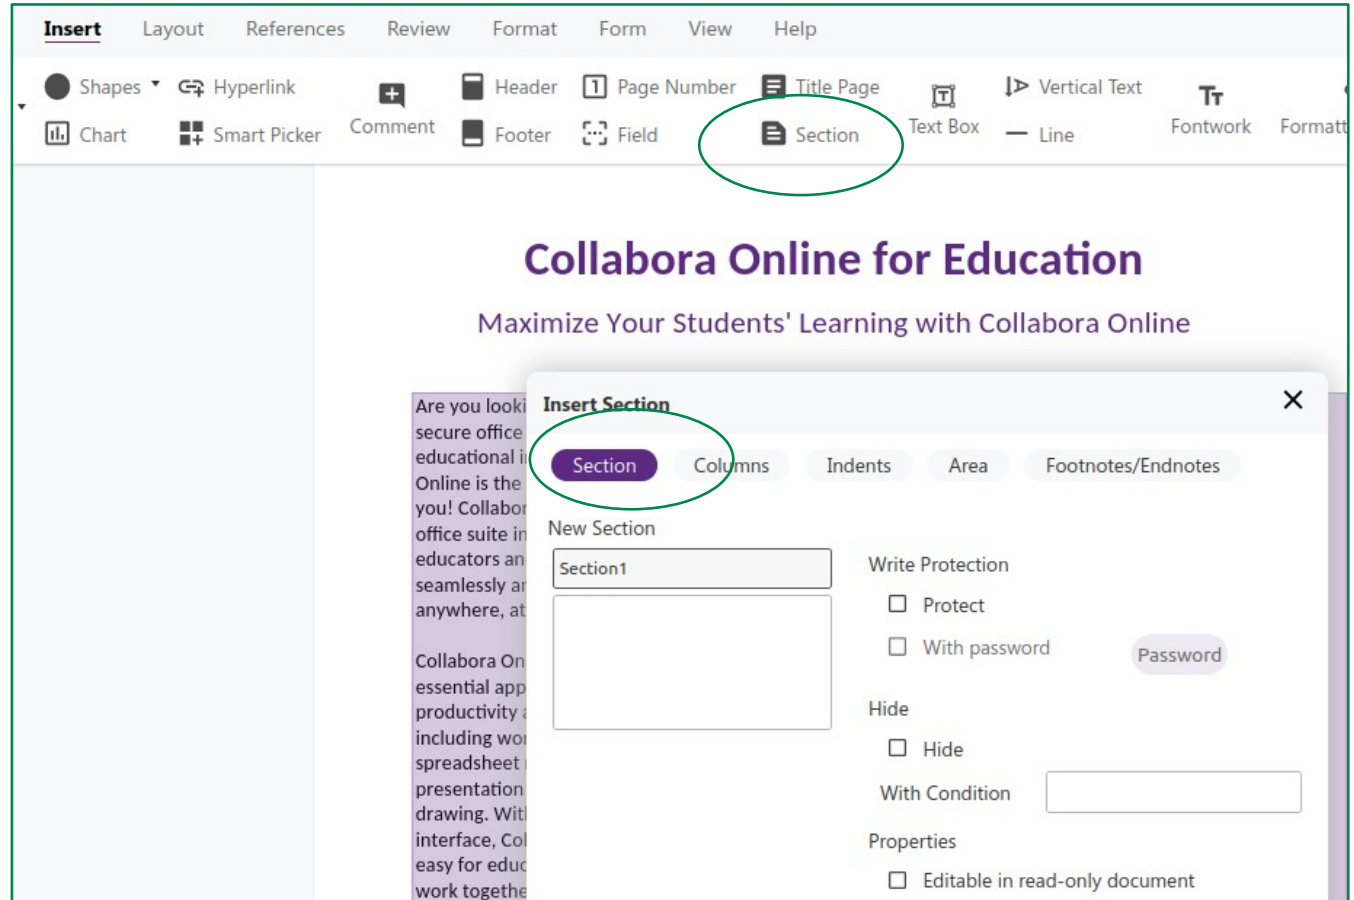 Insert Layout References Review Format Form View Help
Shapes Hyperlink Header Page Number Title Page Vertical Text
Comment Text Box Fontwork
Chart Smart Picker Footer Field Section Line
Collabora Online for Education
Maximize Your Students' Learning with Collabora Online
Are you looki
secure office
educational i
Online is the
you! Collabor
office suite in
educators an
seamlessly ar
anywhere, at
Collabora On
essential app
productivity
including wor
spreadsheet
presentation
drawing. With
interface, Col
easy for educ
work togethe
Insert Section
Section Columns Indents Area Footnotes/Endnotes
New Section
Section1
Write Protection
Protect
With password Password
Hide
Hide
With Condition
Properties
Editable in read-only document